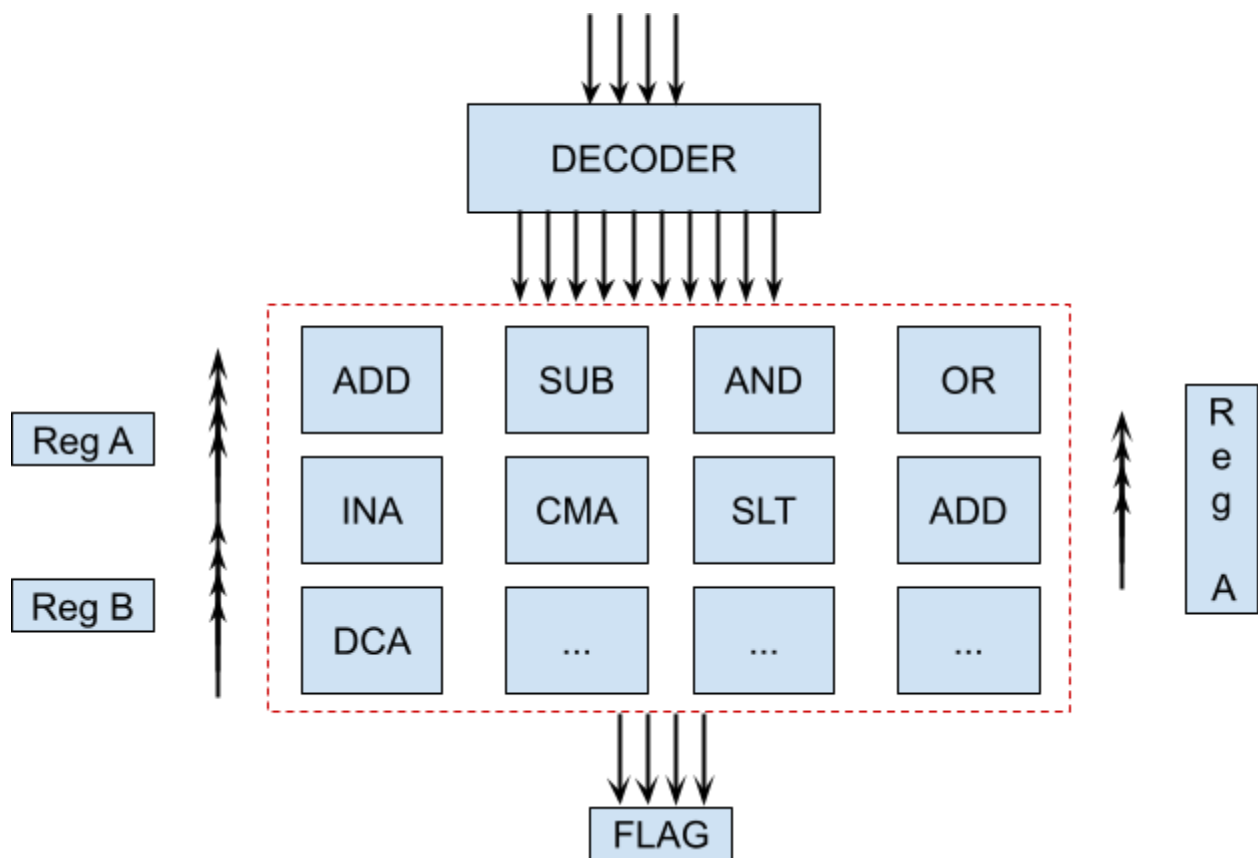 DECODER
ADD SUB AND OR
Reg A
INA CMA SLT ADD
Reg B
DCA ... ... ...
R
e
g
A
FLAG